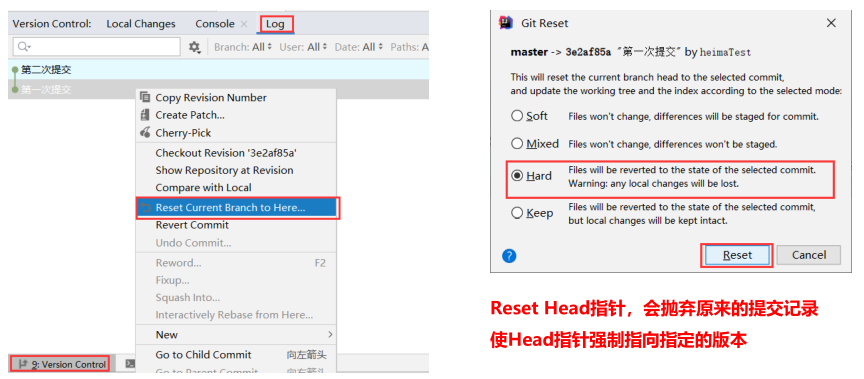 Version Control: Local Changes Console × Log
Branch: All User: All Date: All Paths: A
第二次提交
第一次提交
Copy Revision Number
Create Patch...
Cherry-Pick
Checkout Revision '3e2af85a'
Show Repository at Revision
Compare with Local
Reset Current Branch to Here...
Revert Commit
Undo Commit...
Reword... F2
Fixup...
Squash Into...
Interactively Rebase from Here...
New
Go to Child Commit 向左箭头
Go to Parent Commit 向右箭头
9: Version Control
Git Reset
master -> 3e2af85a "第一次提交" by heimaTest
This will reset the current branch head to the selected commit,
and update the working tree and the index according to the selected mode:
Soft Files won't change, differences will be staged for commit.
Mixed Files won't change, differences won't be staged.
Hard Files will be reverted to the state of the selected commit.
Warning: any local changes will be lost.
Keep Files will be reverted to the state of the selected commit,
but local changes will be kept intact.
? Reset Cancel
Reset Head指针，会抛弃原来的提交记录
使Head指针强制指向指定的版本